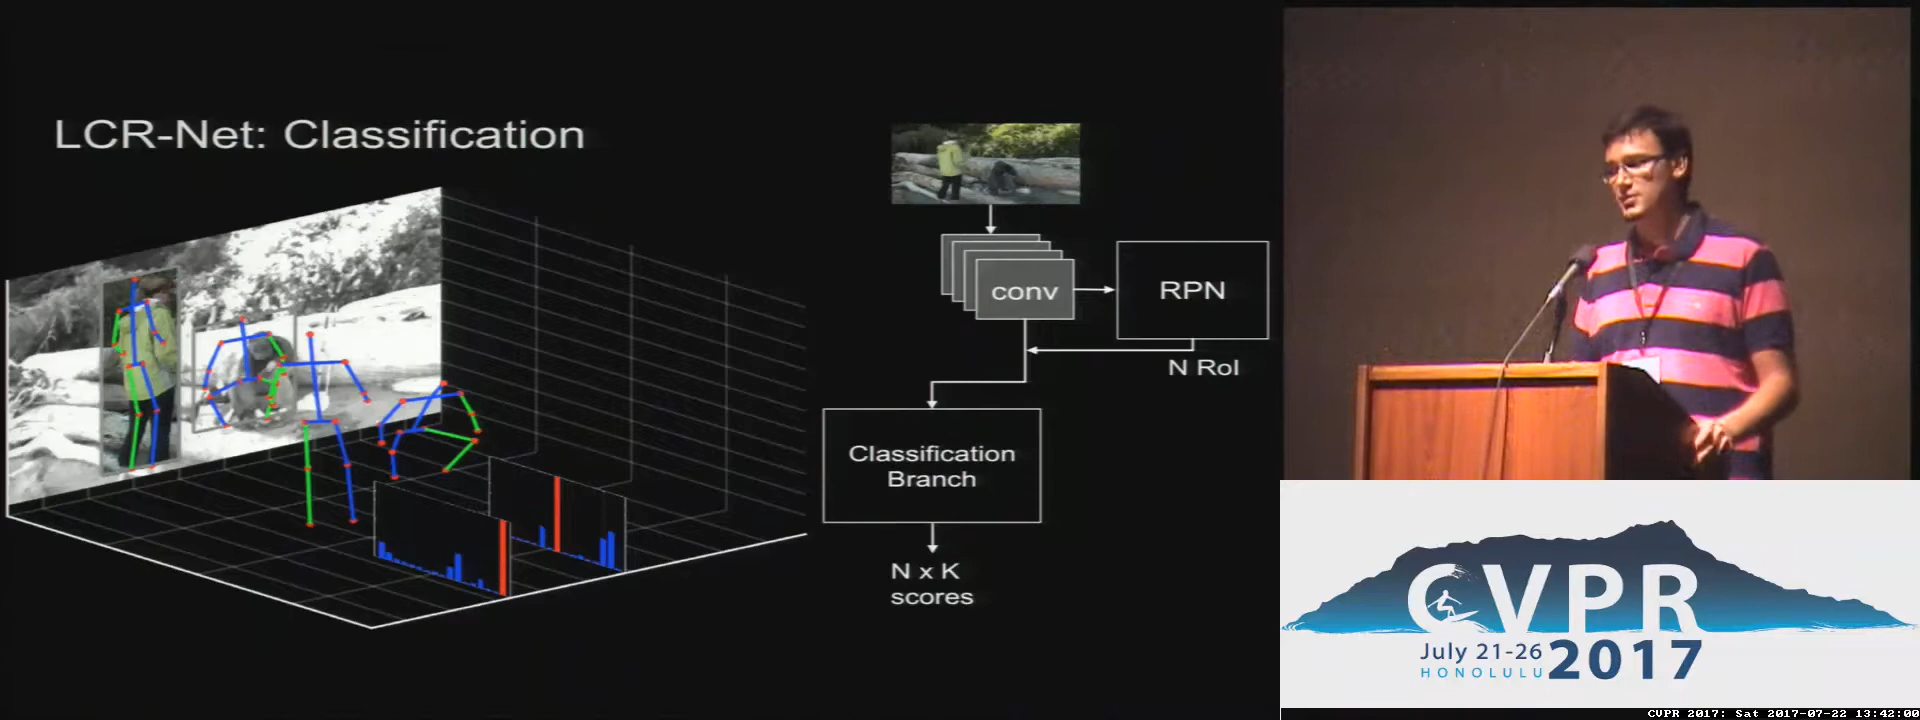 LCR-Net: Classification
conv
RPN
N RoI
Classification
Branch
N x K
scores
CVPR
July 21-26
HONOLULU
2017
CVPR 2017: Sat 2017-07-22 13:42:00